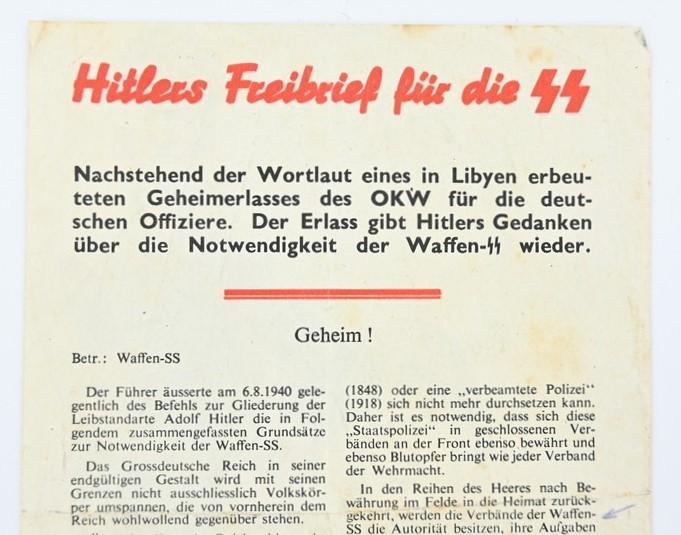 Hitlers Freibrief für die SS
Nachstehend der Wortlaut eines in Libyen erbeu-
teten Geheimerlasses des OKW für die deut-
schen Offiziere. Der Erlass gibt Hitlers Gedanken
über die Notwendigkeit der Waffen-SS wieder.
Geheim !
Betr.: Waffen-SS
Der Führer äusserte am 6.8.1940 gele-
gentlich des Befehls zur Gliederung der
Leibstandarte Adolf Hitler die in Fol-
gendem zusammengefassten Grundsätze
zur Notwendigkeit der Waffen-SS.
Das Grossdeutsche Reich in seiner
endgültigen Gestalt wird mit seinen
Grenzen nicht ausschliesslich Volkskör-
per umspannen, die von vornherein dem
Reich wohlwollend gegenüber stehen.
(1848) oder eine „verbeamtete Polizei“
(1918) sich nicht mehr durchsetzen kann.
Daher ist es notwendig, dass sich diese
„Staatspolizei“ in geschlossenen Ver-
bänden an der Front ebenso bewährt und
ebenso Blutopfer bringt wie jeder Verband
der Wehrmacht.
In den Reihen des Heeres nach Be-
währung im Felde in die Heimat zurück-
gekehrt, werden die Verbände der Waffen-
SS die Autorität besitzen, ihre Aufgaben